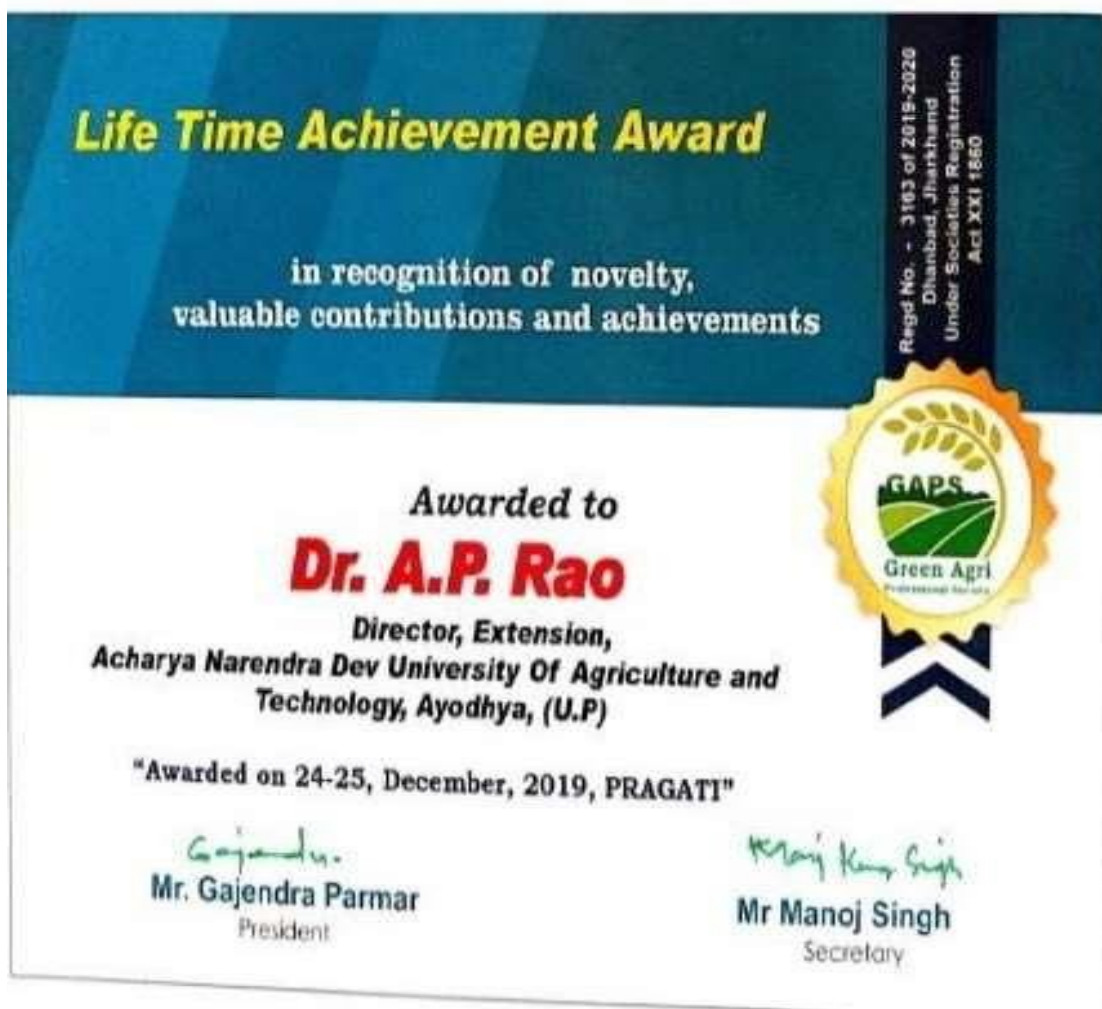 Life Time Achievement Award
in recognition of novelty,
valuable contributions and achievements
Regd No. - 3163 of 2019-2020
Dhanbad, Jharkhand
Under Societies Registration
Act XXI 1860
GAPS
Green Agri
Professional Society
Awarded to
Dr. A.P. Rao
Director, Extension,
Acharya Narendra Dev University Of Agriculture and
Technology, Ayodhya, (U.P)
"Awarded on 24-25, December, 2019, PRAGATI"
Mr. Gajendra Parmar
President
Mr Manoj Singh
Secretary